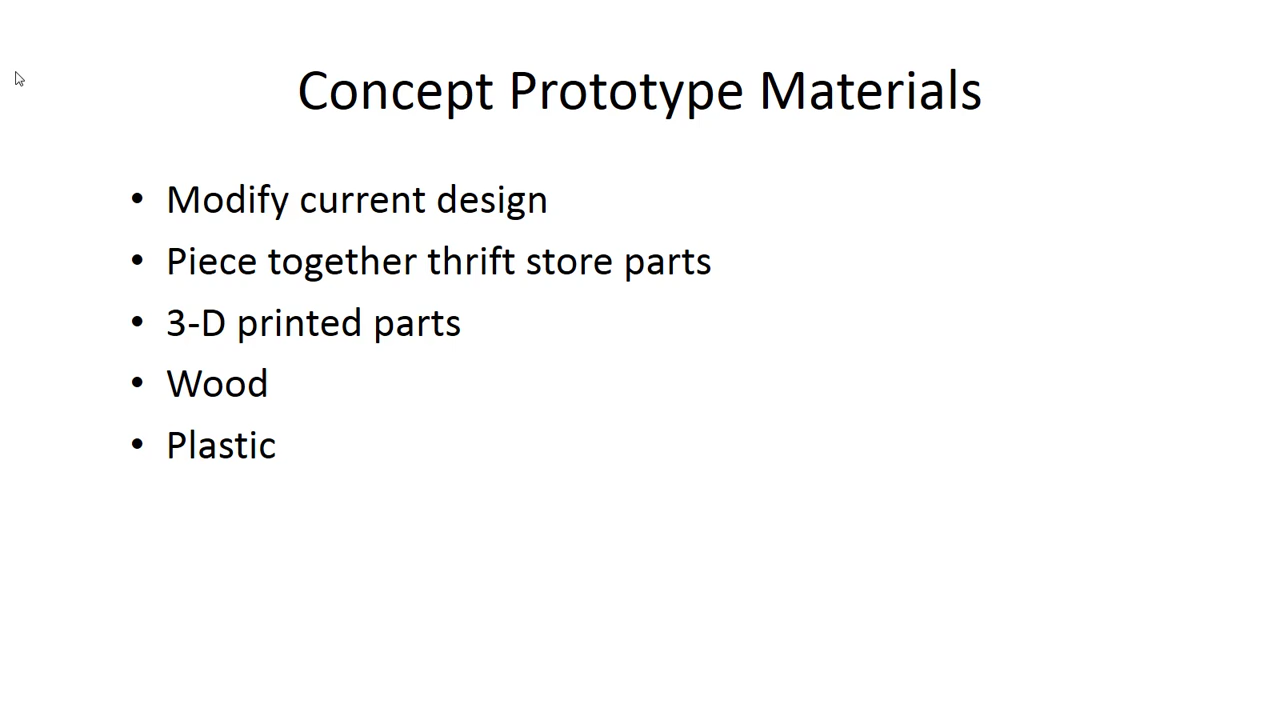 Concept Prototype Materials
• Modify current design
• Piece together thrift store parts
• 3-D printed parts
• Wood
• Plastic